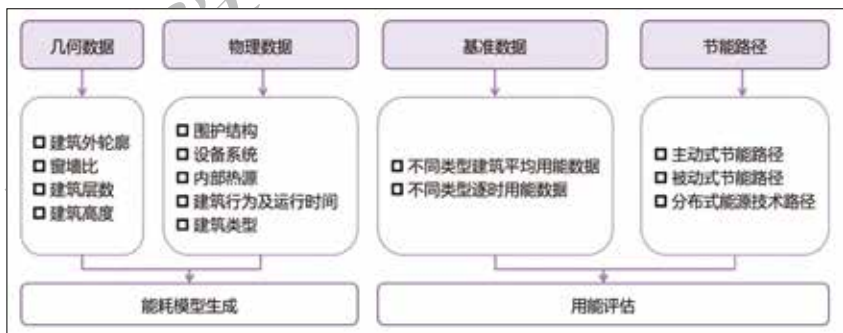 几何数据
物理数据
基准数据
节能路径
建筑外轮廓
窗墙比
建筑层数
建筑高度
围护结构
设备系统
内部热源
建筑行为及运行时间
建筑类型
不同类型建筑平均用能数据
不同类型逐时用能数据
主动式节能路径
被动式节能路径
分布式能源技术路径
能耗模型生成
用能评估